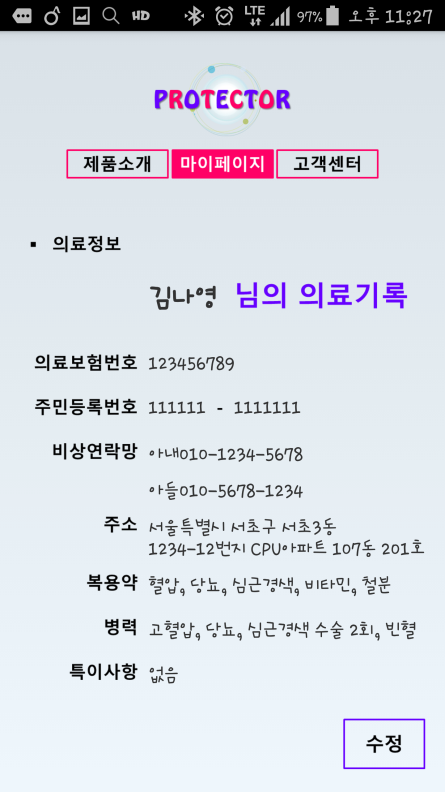 HD LTE 97% 오후 11:27
PROTECTOR
제품소개 마이페이지 고객센터
▪ 의료정보
김나영 님의 의료기록
의료보험번호 123456789
주민등록번호 111111 - 1111111
비상연락망 아내010-1234-5678
아들010-5678-1234
주소 서울특별시 서초구 서초3동
1234-12번지 CPU아파트 107동 201호
복용약 혈압, 당뇨, 심근경색, 비타민, 철분
병력 고혈압, 당뇨, 심근경색 수술 2회, 빈혈
특이사항 없음
수정